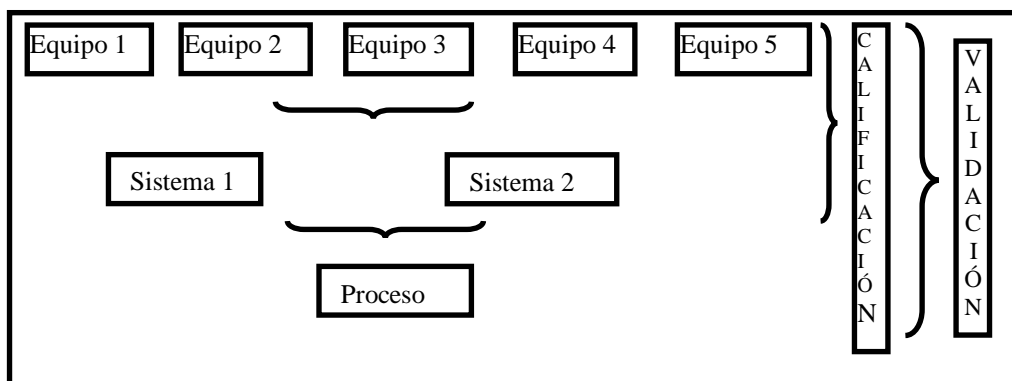 Equipo 1 Equipo 2 Equipo 3 Equipo 4 Equipo 5
Sistema 1 Sistema 2
Proceso
CALIFICACIÓN
VALIDACIÓN